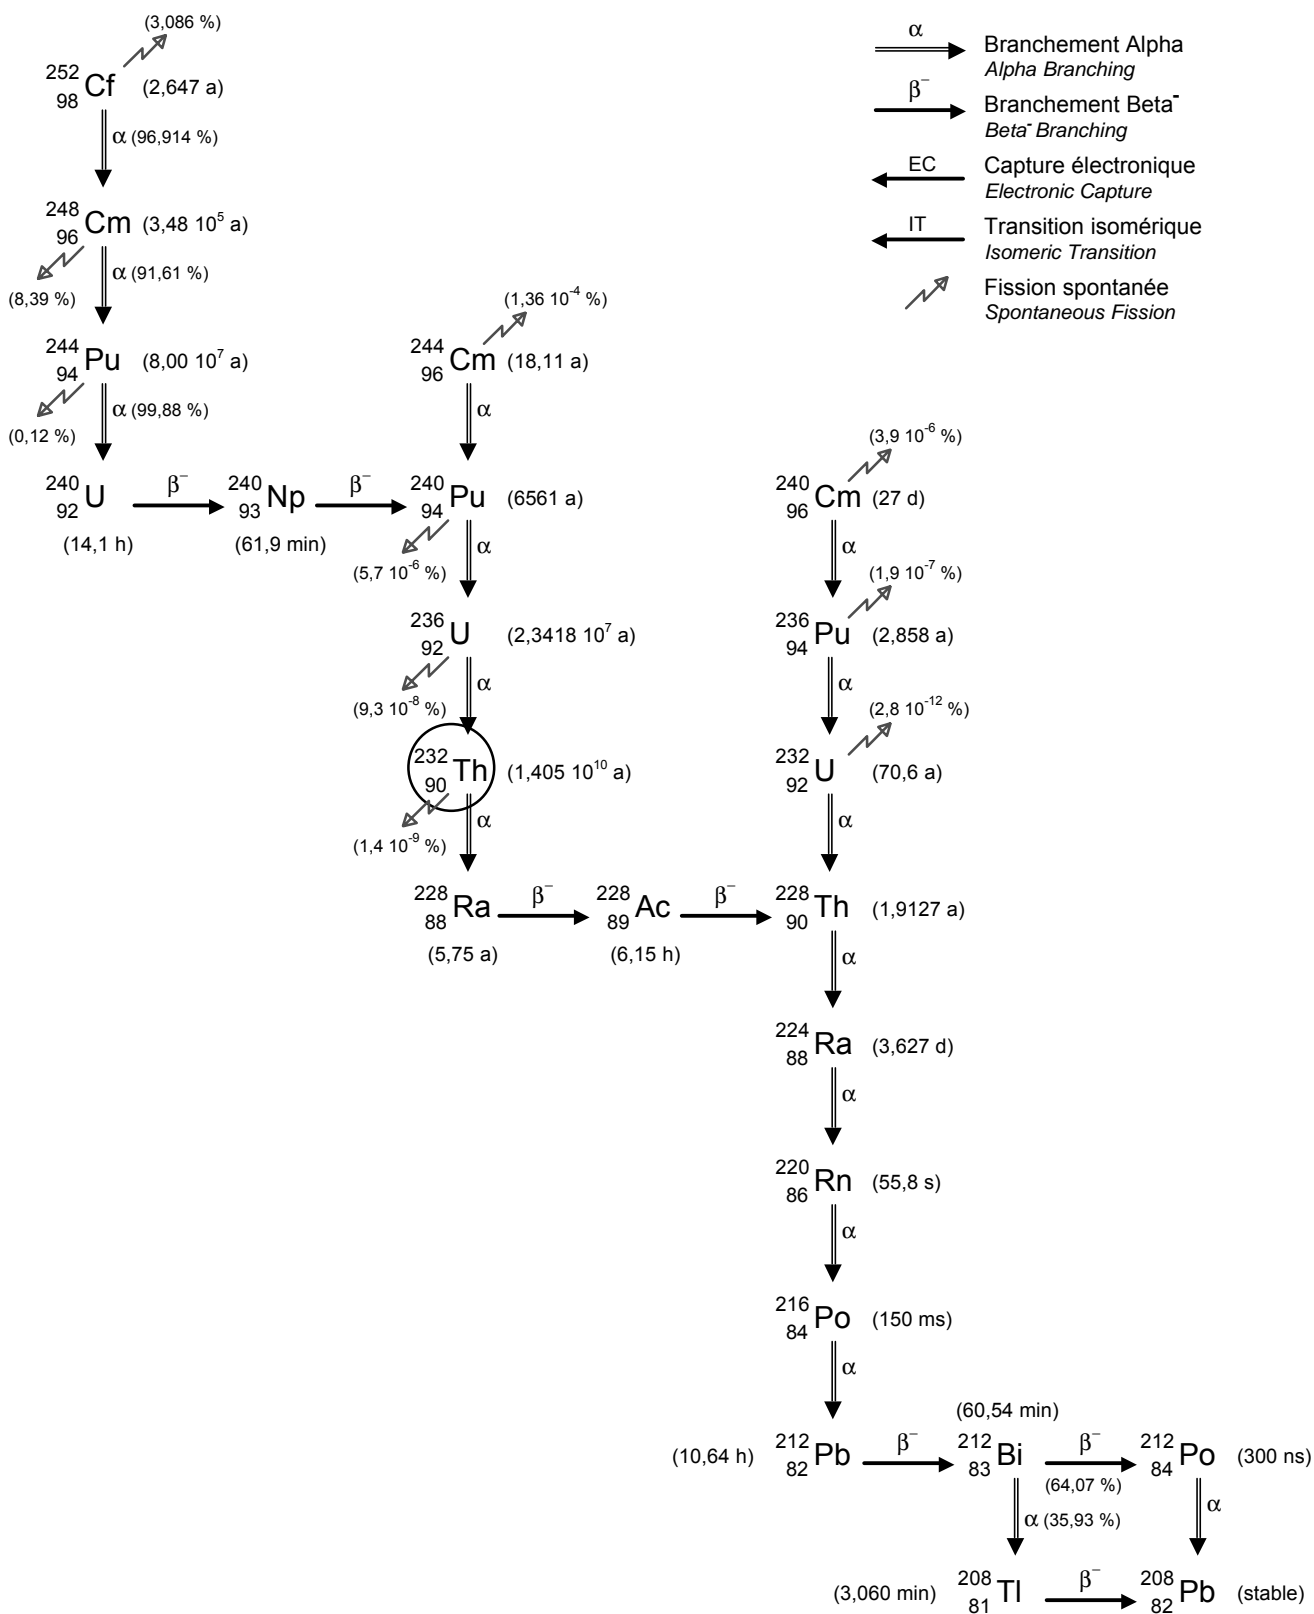 (3,086 %)
α
Branchement Alpha
Alpha Branching
252
98 Cf (2,647 a)
β⁻
Branchement Beta⁻
Beta⁻ Branching
α (96,914 %)
EC
Capture électronique
Electronic Capture
248
96 Cm (3,48 10⁵ a)
IT
Transition isomérique
Isomeric Transition
α (91,61 %)
(8,39 %)
Fission spontanée
Spontaneous Fission
(1,36 10⁻⁴ %)
244
94 Pu (8,00 10⁷ a)
244
96 Cm (18,11 a)
α (99,88 %)
α
(0,12 %)
(3,9 10⁻⁶ %)
240
92 U
β⁻
240
93 Np
β⁻
240
94 Pu (6561 a)
240
96 Cm (27 d)
(14,1 h)
(61,9 min)
α
α
(5,7 10⁻⁶ %)
(1,9 10⁻⁷ %)
236
92 U (2,3418 10⁷ a)
236
94 Pu (2,858 a)
α
α
(9,3 10⁻⁸ %)
(2,8 10⁻¹² %)
232
90 Th (1,405 10¹⁰ a)
232
92 U (70,6 a)
α
α
(1,4 10⁻⁹ %)
228
88 Ra
β⁻
228
89 Ac
β⁻
228
90 Th (1,9127 a)
(5,75 a)
(6,15 h)
α
224
88 Ra (3,627 d)
α
220
86 Rn (55,8 s)
α
216
84 Po (150 ms)
α
(60,54 min)
(10,64 h)
212
82 Pb
β⁻
212
83 Bi
β⁻
(64,07 %)
212
84 Po (300 ns)
α (35,93 %)
α
(3,060 min)
208
81 Tl
β⁻
208
82 Pb (stable)